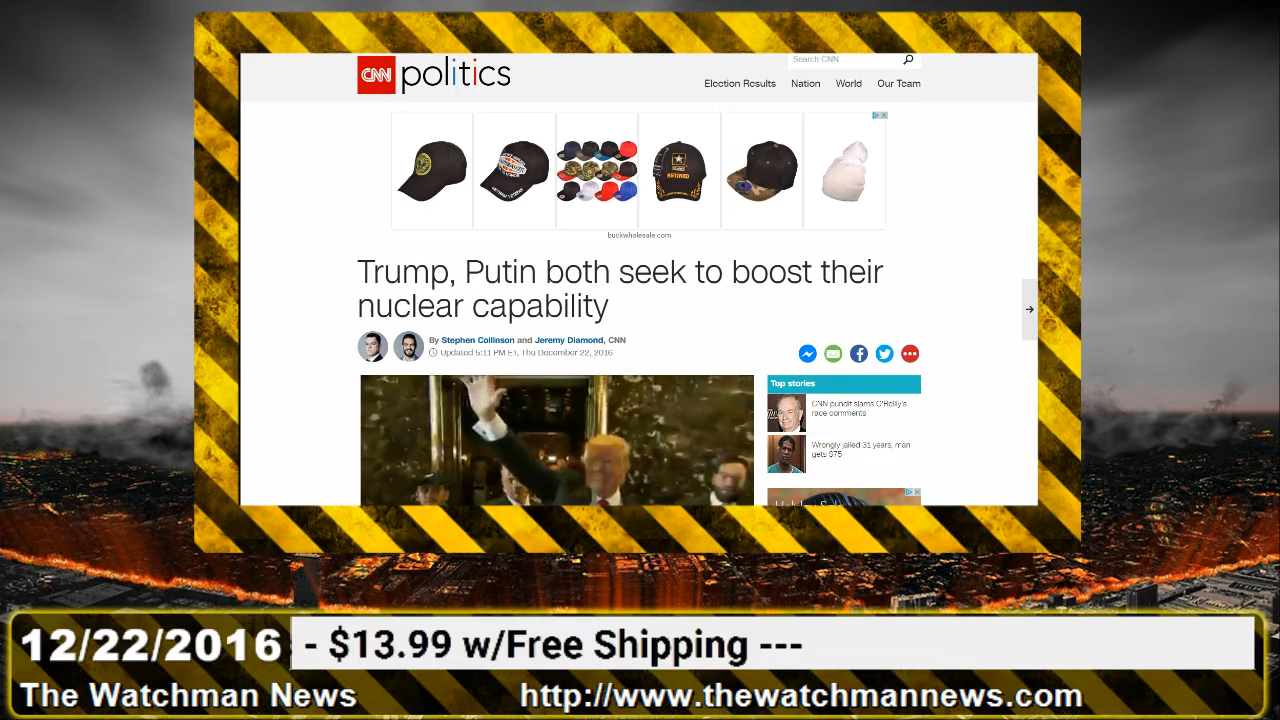 CNN politics
Search CNN...
Election Results Nation World Our Team
RETIRED
buckwholesale.com
Trump, Putin both seek to boost their
nuclear capability
By Stephen Collinson and Jeremy Diamond, CNN
Updated 5:11 PM ET, Thu December 22, 2016
Top stories
CNN pundit slams O'Reilly's
race comments
Wrongly jailed 31 years, man
gets $75
12/22/2016 - $13.99 w/Free Shipping ---
The Watchman News http://www.thewatchmannews.com